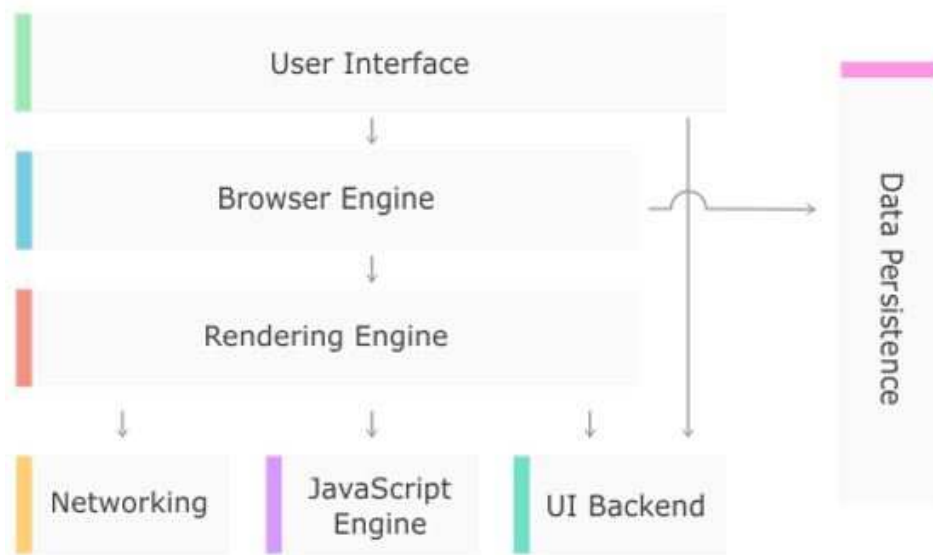 User Interface
Browser Engine
Data Persistence
Rendering Engine
Networking
JavaScript
Engine
UI Backend